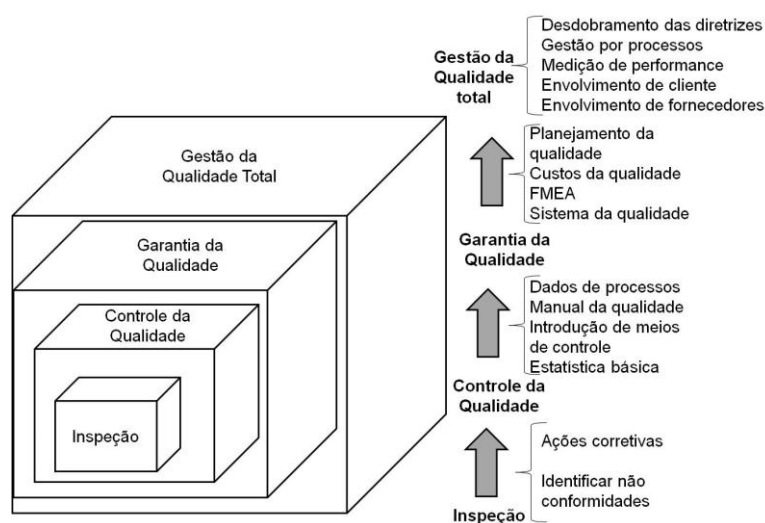 Gestão da
Qualidade Total
Garantia da
Qualidade
Controle da
Qualidade
Inspeção
Gestão da
Qualidade
total
Desdobramento das diretrizes
Gestão por processos
Medição de performance
Envolvimento de cliente
Envolvimento de fornecedores
Planejamento da
qualidade
Custos da qualidade
FMEA
Sistema da qualidade
Garantia da
Qualidade
Dados de processos
Manual da qualidade
Introdução de meios
de controle
Estatística básica
Controle da
Qualidade
Ações corretivas
Identificar não
conformidades
Inspeção